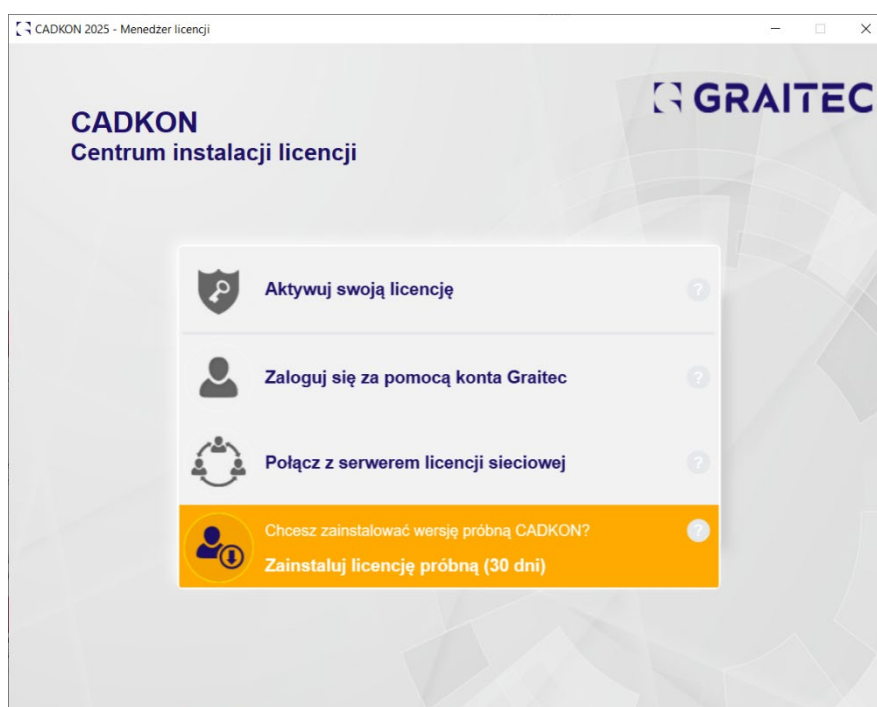 CADKON 2025 - Menedżer licencji
GRAITEC
CADKON
Centrum instalacji licencji
Aktywuj swoją licencję
?
Zaloguj się za pomocą konta Graitec
?
Połącz z serwerem licencji sieciowej
?
Chcesz zainstalować wersję próbną CADKON?
?
Zainstaluj licencję próbną (30 dni)